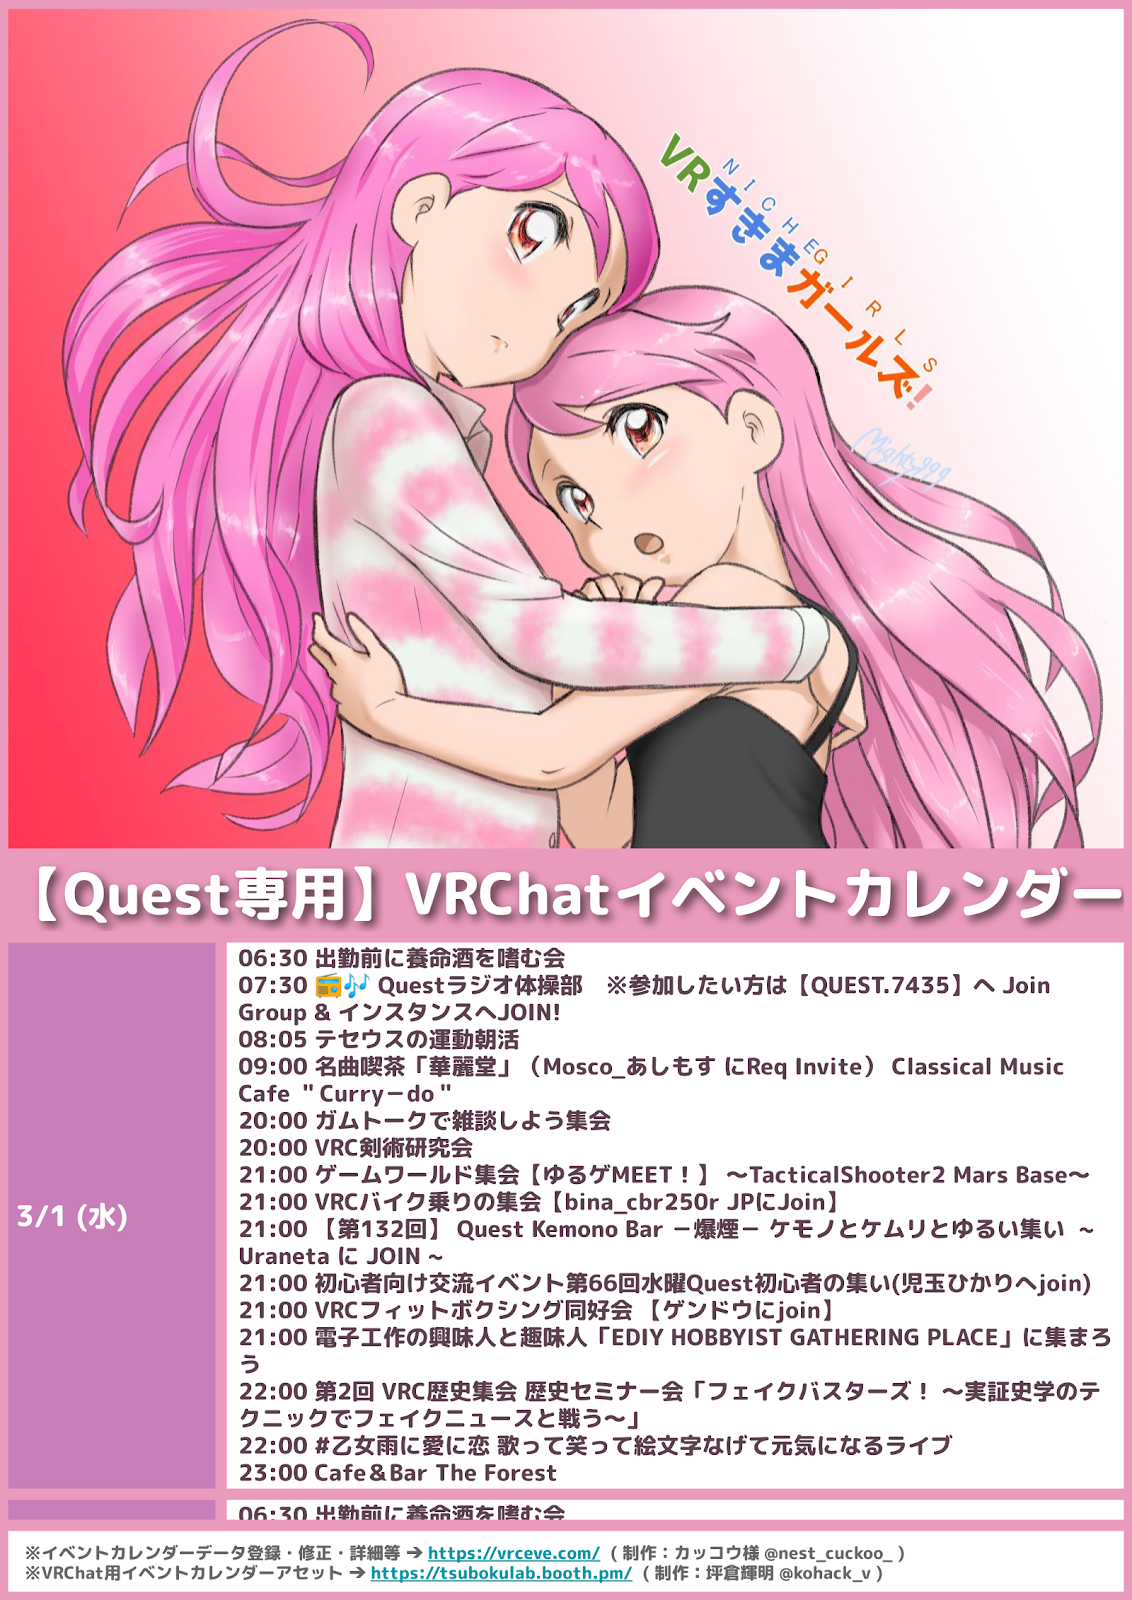 NICHE GIRLS
VRすきまガールズ!
Mighty999
【Quest専用】VRChatイベントカレンダー
3/1 (水)
06:30 出勤前に養命酒を嗜む会
07:30 📻🎶 Questラジオ体操部　※参加したい方は【QUEST.7435】へ Join
Group & インスタンスへJOIN!
08:05 テセウスの運動朝活
09:00 名曲喫茶「華麗堂」（Mosco_あしもす にReq Invite） Classical Music
Cafe ＂Curry－do＂
20:00 ガムトークで雑談しよう集会
20:00 VRC剣術研究会
21:00 ゲームワールド集会【ゆるゲMEET！】 〜TacticalShooter2 Mars Base〜
21:00 VRCバイク乗りの集会【bina_cbr250r JPにJoin】
21:00 【第132回】 Quest Kemono Bar －爆煙－ ケモノとケムリとゆるい集い ~
Uraneta に JOIN ~
21:00 初心者向け交流イベント第66回水曜Quest初心者の集い(児玉ひかりへjoin)
21:00 VRCフィットボクシング同好会 【ゲンドウにjoin】
21:00 電子工作の興味人と趣味人「EDIY HOBBYIST GATHERING PLACE」に集まろ
う
22:00 第2回 VRC歴史集会 歴史セミナー会「フェイクバスターズ！ 〜実証史学のテ
クニックでフェイクニュースと戦う〜」
22:00 #乙女雨に愛に恋 歌って笑って絵文字なげて元気になるライブ
23:00 Cafe＆Bar The Forest
06:30 出勤前に養命酒を嗜む会
※イベントカレンダーデータ登録・修正・詳細等 ➔ https://vrceve.com/ ( 制作：カッコウ様 @nest_cuckoo_ )
※VRChat用イベントカレンダーアセット ➔ https://tsubokulab.booth.pm/ ( 制作：坪倉輝明 @kohack_v )